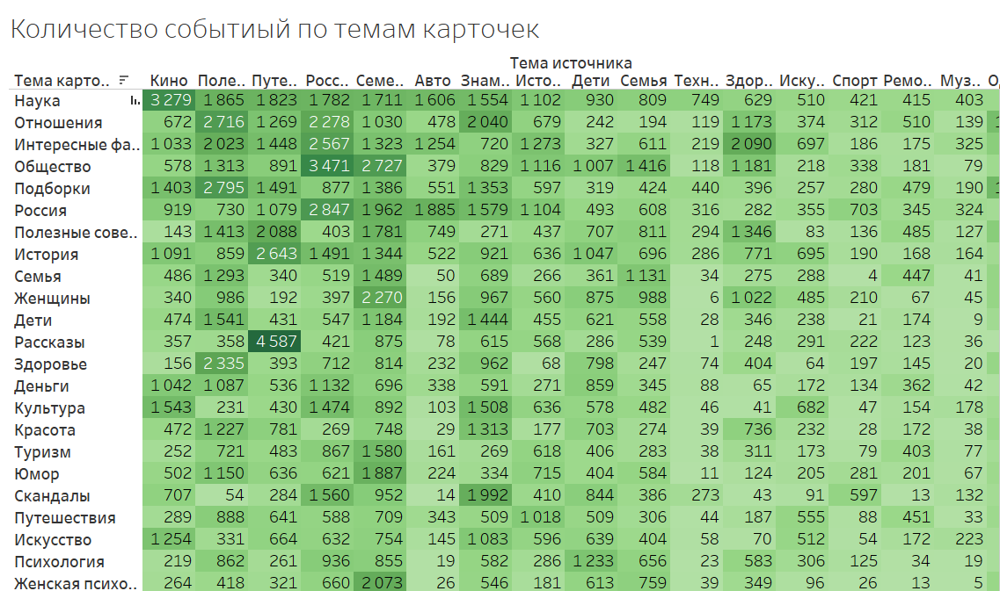 Количество событиый по темам карточек
Тема источника
Тема карто.. Кино Поле.. Путе.. Росс.. Семе.. Авто Знам.. Исто.. Дети Семья Техн.. Здор.. Иску.. Спорт Ремо.. Муз..
Наука 3 279 1 865 1 823 1 782 1 711 1 606 1 554 1 102 930 809 749 629 510 421 415 403
Отношения 672 2 716 1 269 2 278 1 030 478 2 040 679 242 194 119 1 173 374 312 510 139
Интересные фа.. 1 033 2 023 1 448 2 567 1 323 1 254 720 1 273 327 611 219 2 090 697 186 175 325
Общество 578 1 313 891 3 471 2 727 379 829 1 116 1 007 1 416 118 1 181 218 338 181 79
Подборки 1 403 2 795 1 491 877 1 386 551 1 353 597 319 424 440 396 257 280 479 190
Россия 919 730 1 079 2 847 1 962 1 885 1 579 1 104 493 608 316 282 355 703 345 324
Полезные сове.. 143 1 413 2 088 403 1 781 749 271 437 707 811 294 1 346 83 136 485 127
История 1 091 859 2 643 1 491 1 344 522 921 636 1 047 696 286 771 695 190 168 164
Семья 486 1 293 340 519 1 489 50 689 266 361 1 131 34 275 288 4 447 41
Женщины 340 986 192 397 2 270 156 967 560 875 988 6 1 022 485 210 67 45
Дети 474 1 541 431 547 1 184 192 1 444 455 621 558 28 346 238 21 174 9
Рассказы 357 358 4 587 421 875 78 615 568 286 539 1 248 291 222 123 36
Здоровье 156 2 335 393 712 814 232 962 68 798 247 74 404 64 197 145 20
Деньги 1 042 1 087 536 1 132 696 338 591 271 859 345 88 65 172 134 362 42
Культура 1 543 231 430 1 474 892 103 1 508 636 578 482 46 41 682 47 154 178
Красота 472 1 227 781 269 748 29 1 313 177 703 274 39 736 232 28 172 38
Туризм 252 721 483 867 1 580 161 269 618 406 283 38 311 173 79 403 77
Юмор 502 1 150 636 621 1 887 224 334 715 404 584 11 124 205 281 201 67
Скандалы 707 54 284 1 560 952 14 1 992 410 844 386 273 43 91 597 13 132
Путешествия 289 888 641 588 709 343 509 1 018 509 306 44 187 555 88 451 33
Искусство 1 254 331 664 632 754 145 1 083 596 639 404 58 70 512 54 172 223
Психология 219 862 261 936 855 19 582 286 1 233 656 23 583 306 125 34 19
Женская психо.. 264 418 321 660 2 073 26 546 181 613 759 39 349 96 26 13 5